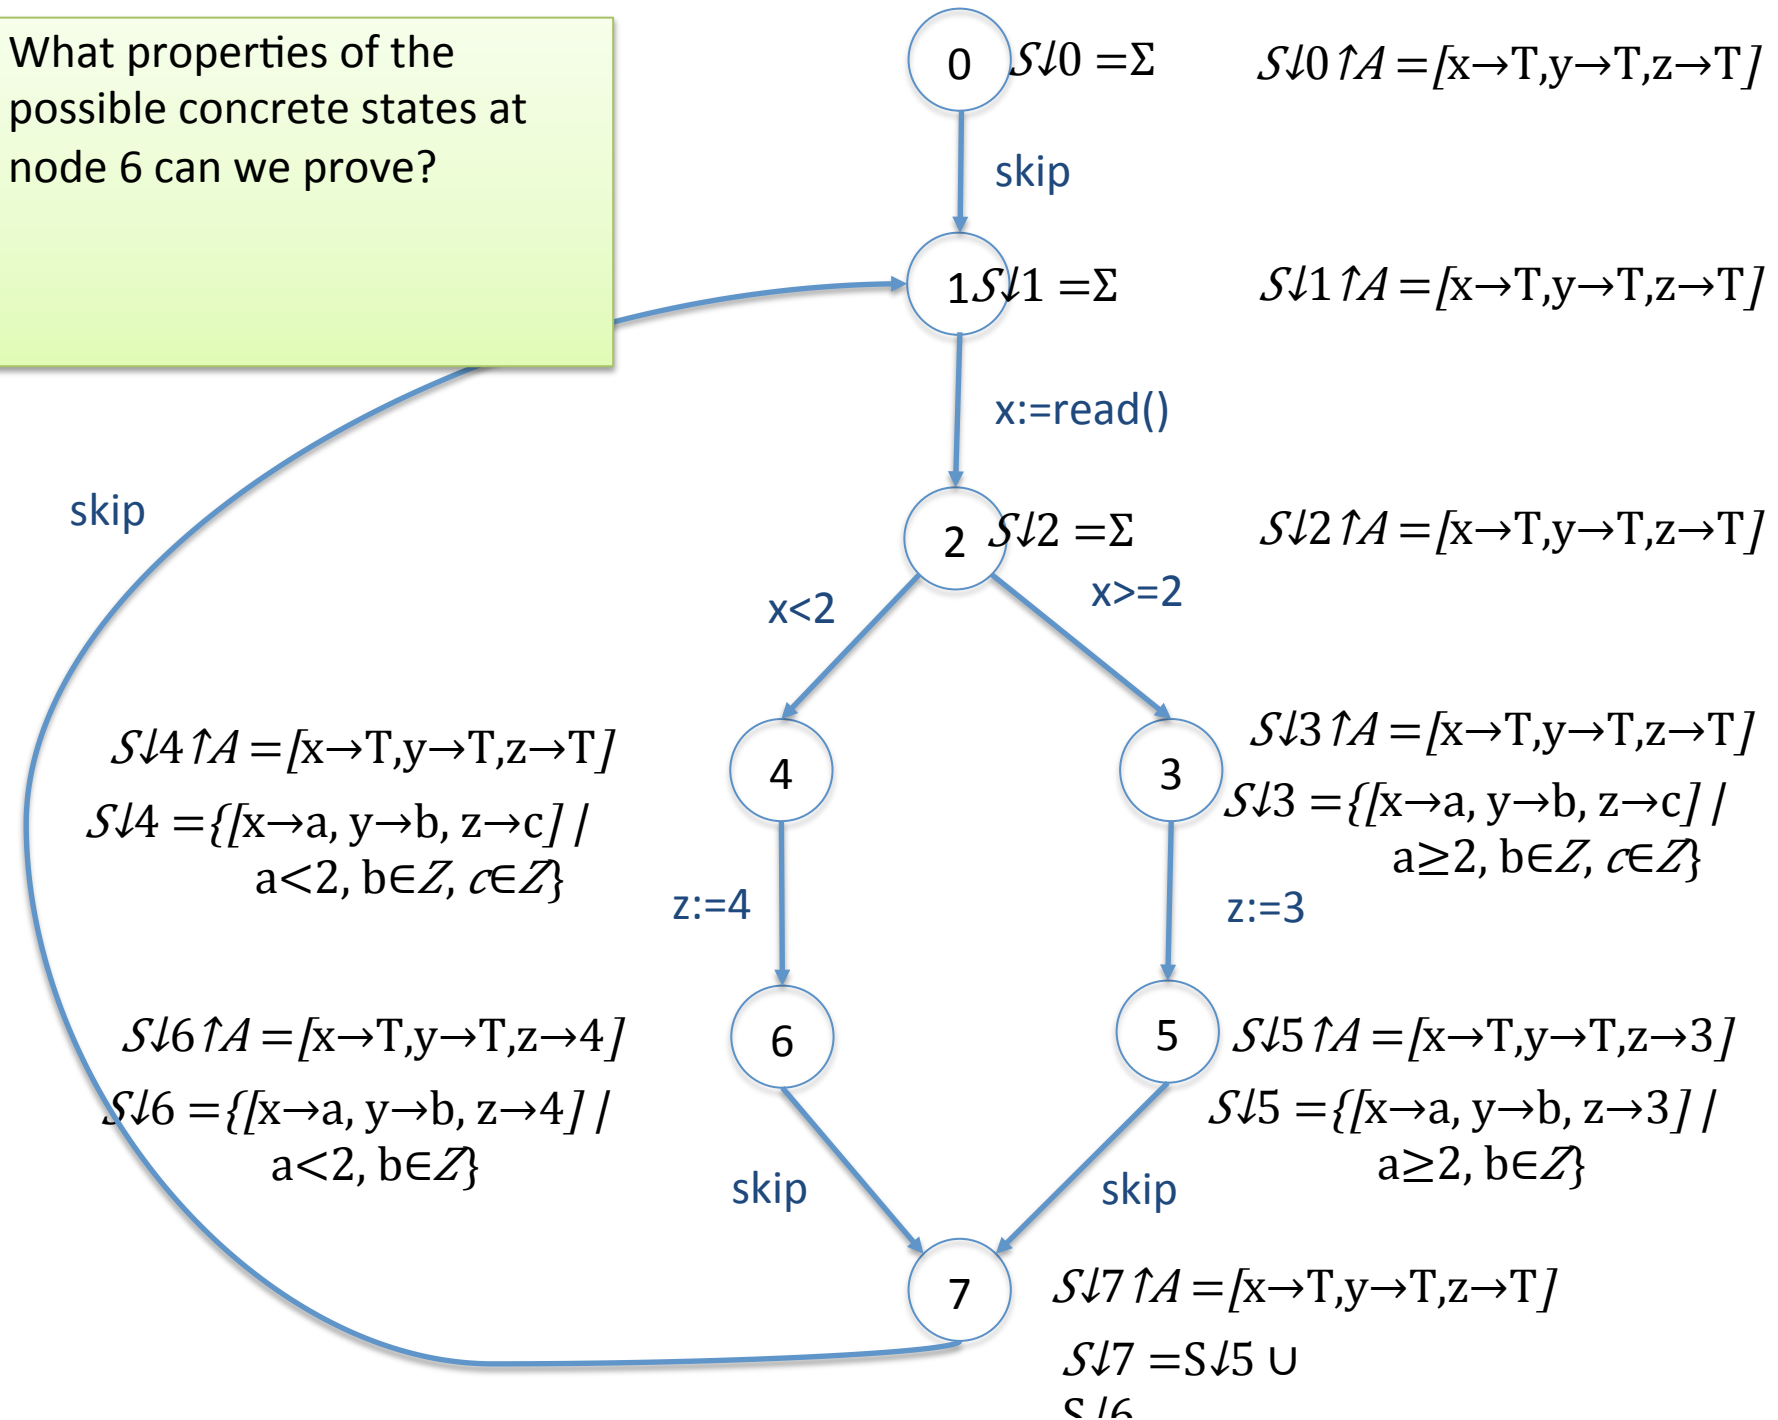 What properties of the
possible concrete states at
node 6 can we prove?
0
S↓0 =Σ
S↓0↑A =[x→T,y→T,z→T]
skip
1
S↓1 =Σ
S↓1↑A =[x→T,y→T,z→T]
x:=read()
skip
2
S↓2 =Σ
S↓2↑A =[x→T,y→T,z→T]
x<2
x>=2
S↓4↑A =[x→T,y→T,z→T]
S↓4 ={[x→a, y→b, z→c] |
a<2, b∈Z, c∈Z}
4
3
S↓3↑A =[x→T,y→T,z→T]
S↓3 ={[x→a, y→b, z→c] |
a≥2, b∈Z, c∈Z}
z:=4
z:=3
S↓6↑A =[x→T,y→T,z→4]
S↓6 ={[x→a, y→b, z→4] |
a<2, b∈Z}
6
5
S↓5↑A =[x→T,y→T,z→3]
S↓5 ={[x→a, y→b, z→3] |
a≥2, b∈Z}
skip
skip
7
S↓7↑A =[x→T,y→T,z→T]
S↓7 =S↓5 ∪
S↓6